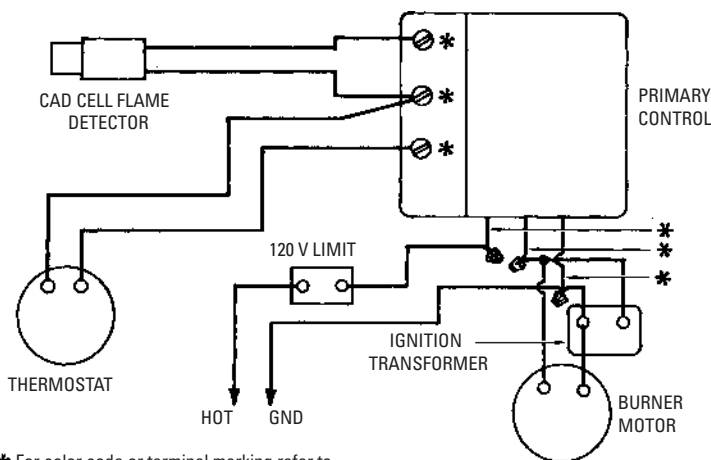 CAD CELL FLAME
DETECTOR
*
*
*
PRIMARY
CONTROL
*
*
*
120 V LIMIT
IGNITION
TRANSFORMER
THERMOSTAT
HOT
GND
BURNER
MOTOR
* For color code or terminal marking refer to